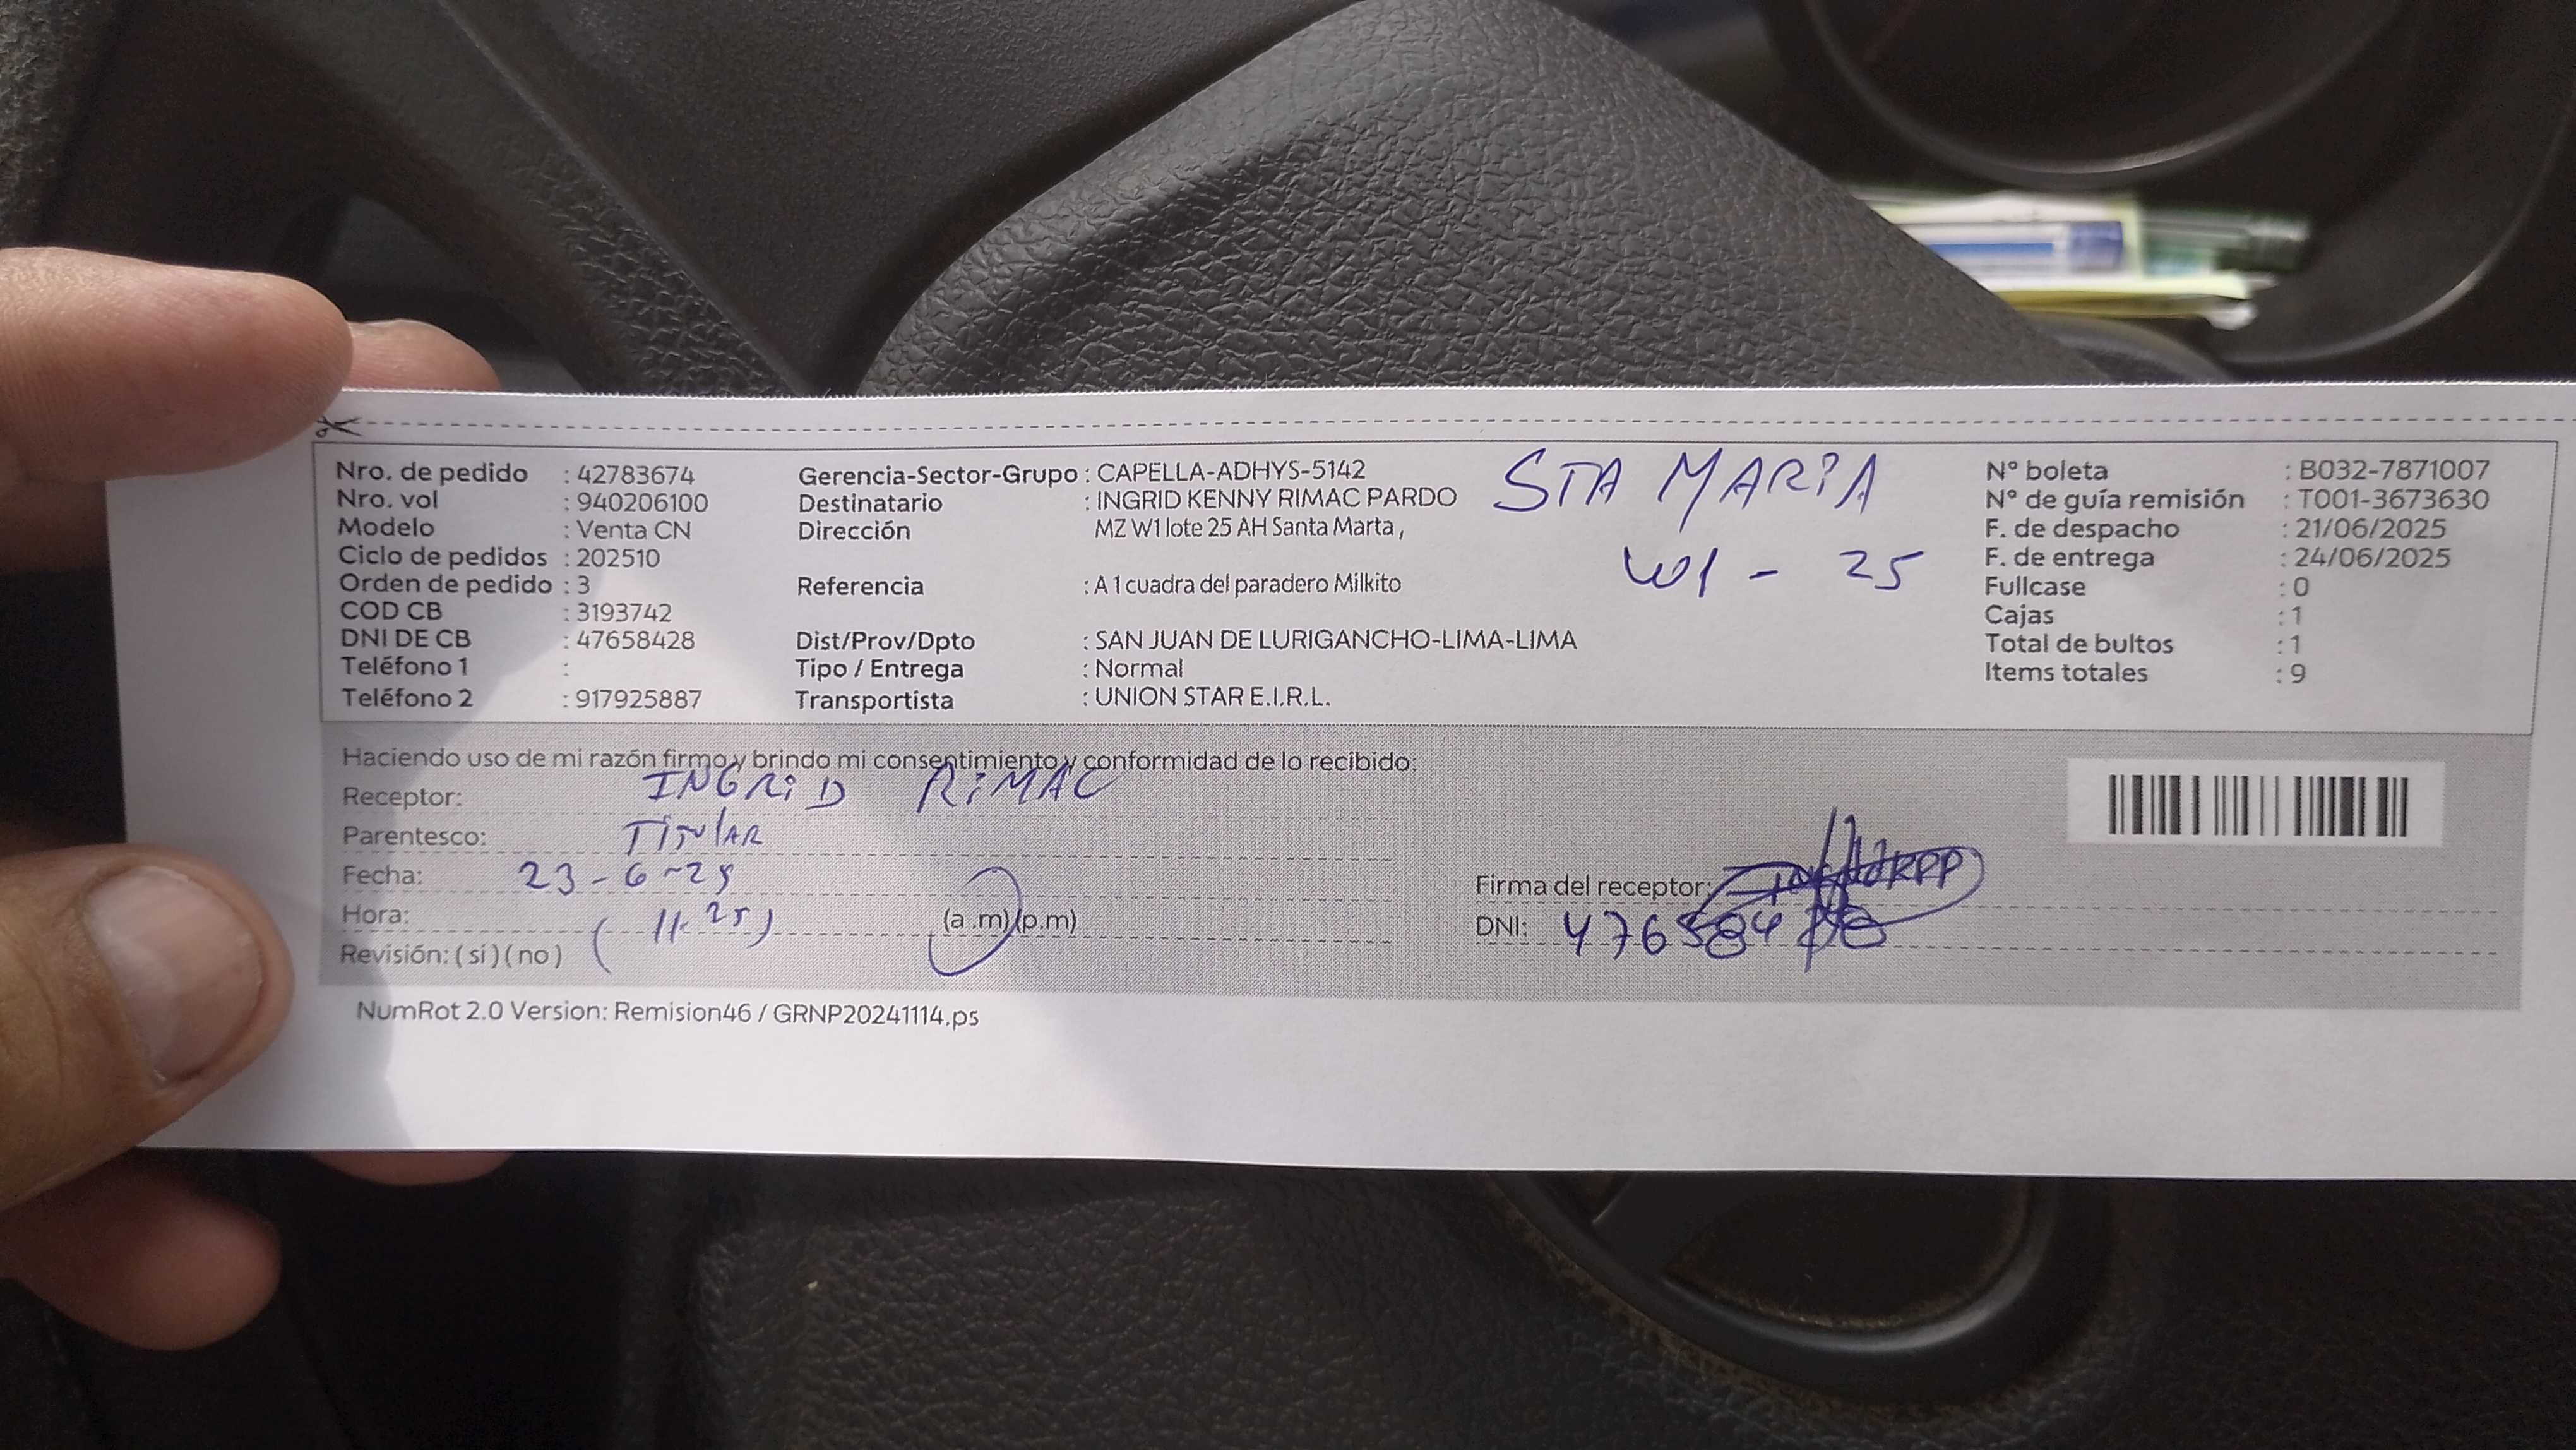 Nro. de pedido : 42783674 Gerencia-Sector-Grupo : CAPELLA-ADHYS-5142 STA MARIA N° boleta : B032-7871007
Nro. vol : 940206100 Destinatario : INGRID KENNY RIMAC PARDO N° de guía remisión : T001-3673630
Modelo : Venta CN Dirección MZ W1 lote 25 AH Santa Marta , F. de despacho : 21/06/2025
Ciclo de pedidos : 202510 W1 - 25 F. de entrega : 24/06/2025
Orden de pedido : 3 Referencia : A 1 cuadra del paradero Milkito Fullcase : 0
COD CB : 3193742 Cajas : 1
DNI DE CB : 47658428 Dist/Prov/Dpto : SAN JUAN DE LURIGANCHO-LIMA-LIMA Total de bultos : 1
Teléfono 1 : Tipo / Entrega : Normal Items totales : 9
Teléfono 2 : 917925887 Transportista : UNION STAR E.I.R.L.
Haciendo uso de mi razón firmo y brindo mi consentimiento y conformidad de lo recibido:
Receptor: INGRID RIMAC
Parentesco: TITULAR
Fecha: 23-6-25 Firma del receptor:
Hora: (11:25) (a .m) (p.m) DNI:
Revisión: ( si ) ( no )
NumRot 2.0 Version: Remision46 / GRNP20241114.ps